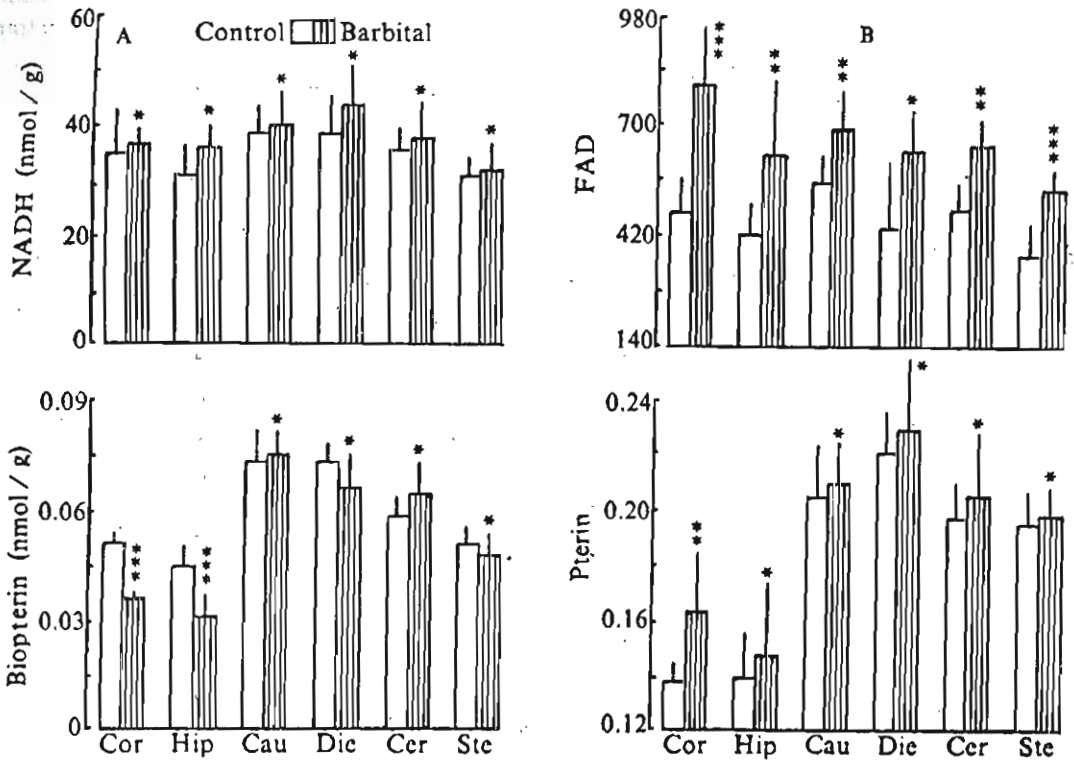 A
Control Barbital
NADH (nmol/g)
60
40
20
0
* * * * * *
B
FAD
980
700
420
140
*** ** ** * ** ***
Biopterin (nmol/g)
0.09
0.06
0.03
0
*** *** * * * *
Cor Hip Cau Die Cer Ste
Pterin
0.24
0.20
0.16
0.12
** * * * * *
Cor Hip Cau Die Cer Ste